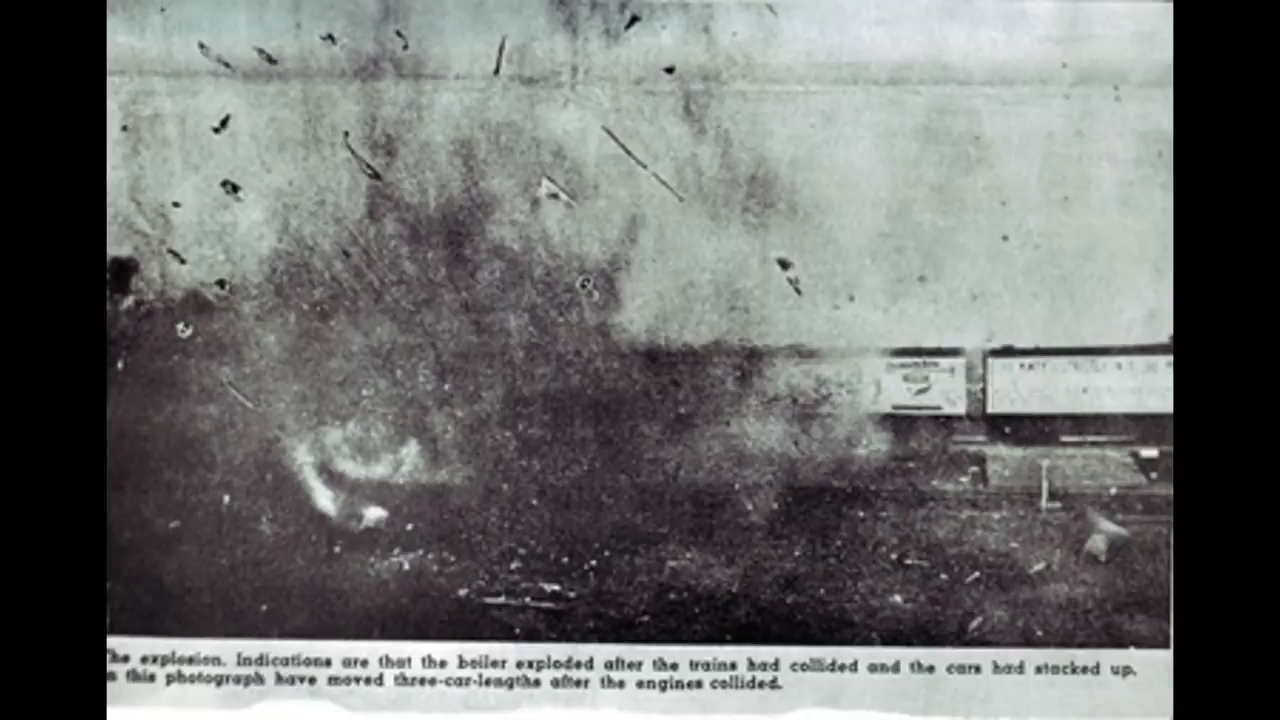 he explosion. Indications are that the boiler exploded after the trains had collided and the cars had stacked up.
n this photograph have moved three-car-lengths after the engines collided.